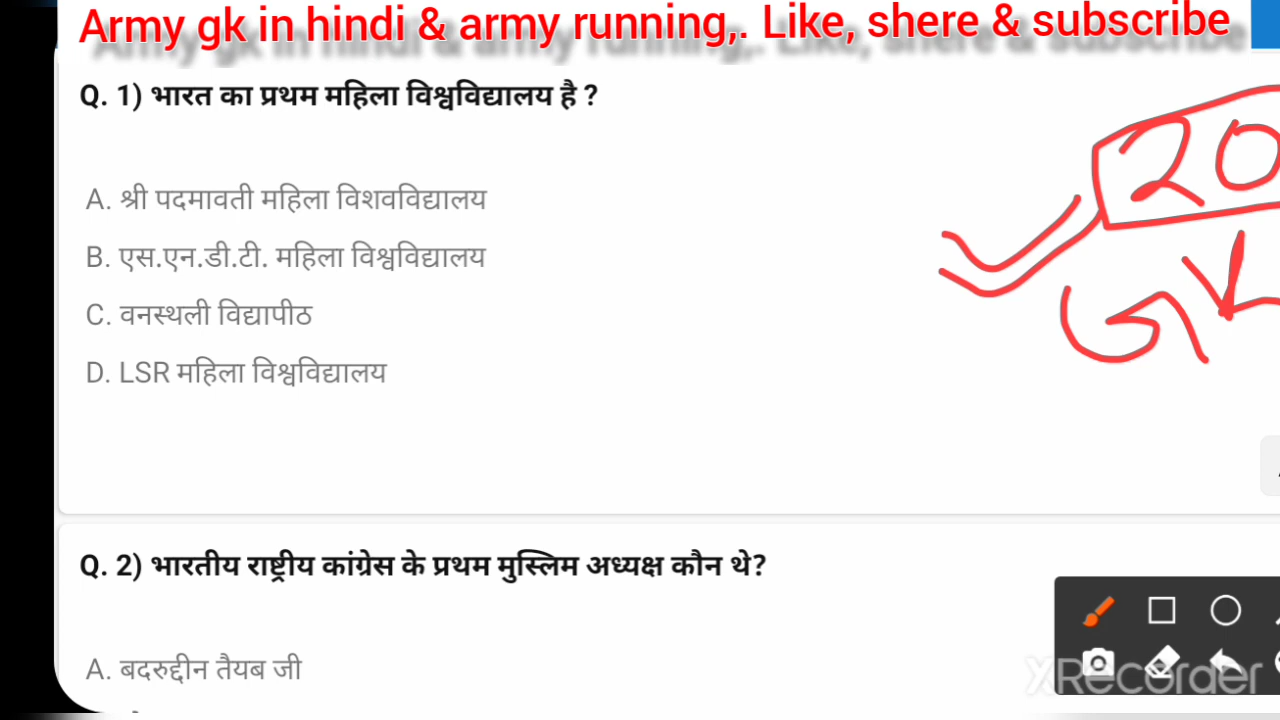 Army gk in hindi & army running,. Like, shere & subscribe
Q. 1) भारत का प्रथम महिला विश्वविद्यालय है ?
20
A. श्री पदमावती महिला विशवविद्यालय
B. एस.एन.डी.टी. महिला विश्वविद्यालय
GK
C. वनस्थली विद्यापीठ
D. LSR महिला विश्वविद्यालय
Q. 2) भारतीय राष्ट्रीय कांग्रेस के प्रथम मुस्लिम अध्यक्ष कौन थे?
A. बदरुद्दीन तैयब जी
XRecorder